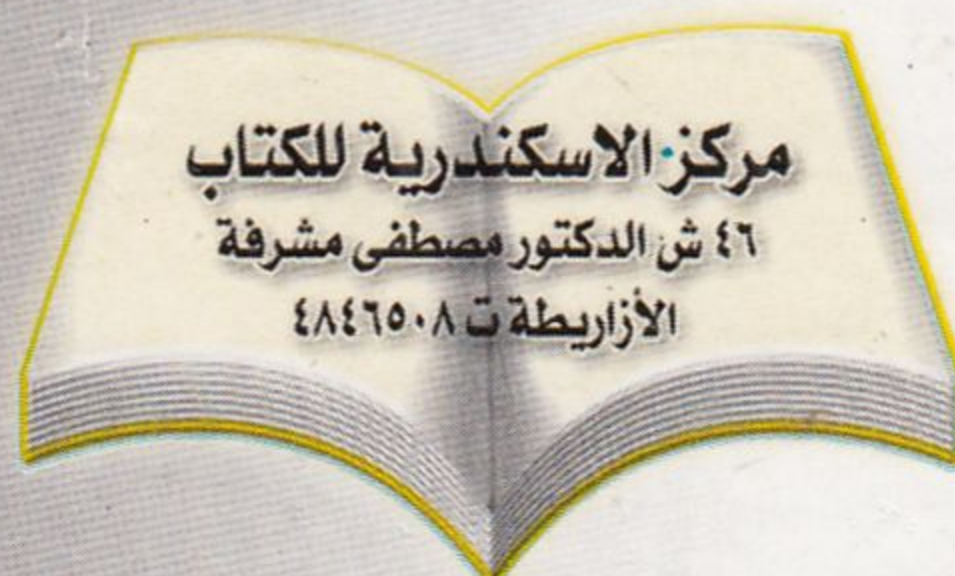 مركز الاسكندرية للكتاب
٤٦ ش الدكتور مصطفى مشرفة
الأزاريطة ت ٤٨٤٦٥٠٨